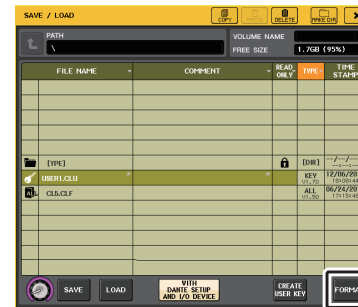 SAVE / LOAD
COPY PASTE DELETE MAKE DIR
PATH
\
VOLUME NAME
FREE SIZE 1.7GB (95%)
FILE NAME COMMENT READ ONLY TYPE TIME STAMP
[YPE] [DIR] --/--/--
--:--:--
USER1.CLU KEY V1.70 12/06/20
CL5.CLF ALL V1.50 06/24/20
SAVE LOAD WITH DANTE SETUP AND I/O DEVICE CREATE USER KEY FORMA